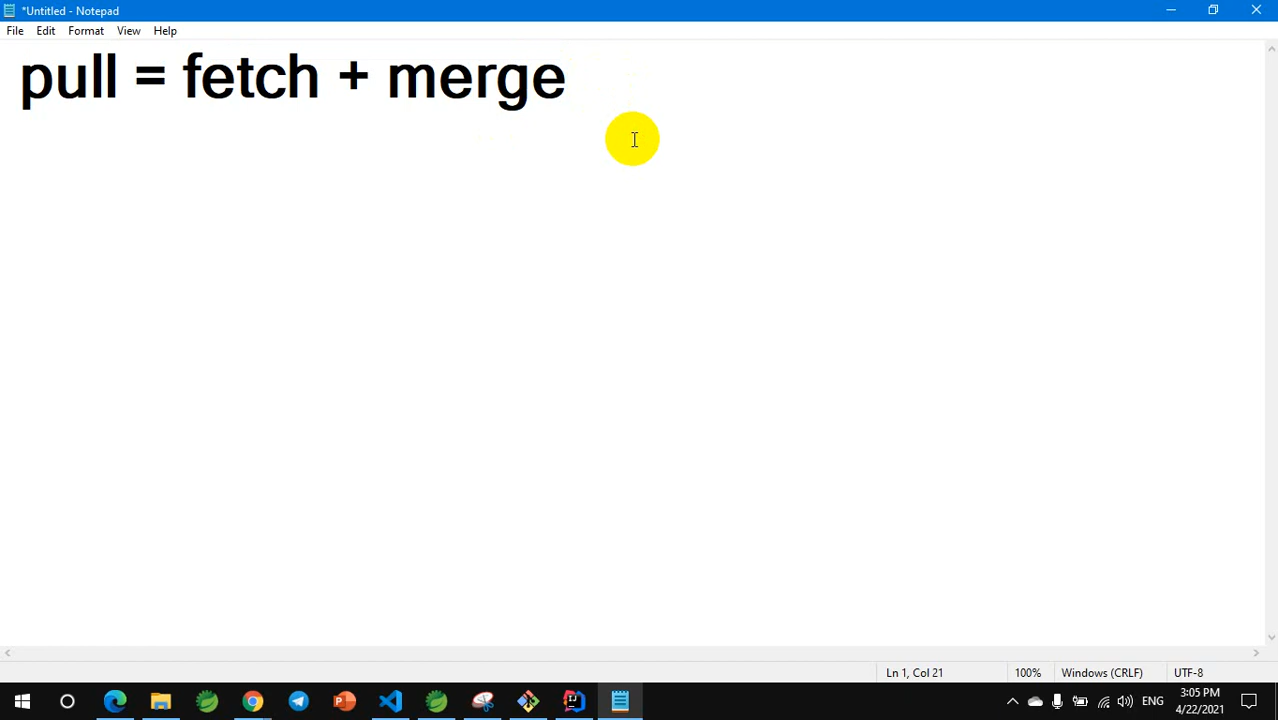 *Untitled - Notepad
File Edit Format View Help
pull = fetch + merge
Ln 1, Col 21 100% Windows (CRLF) UTF-8
ENG
3:05 PM
4/22/2021